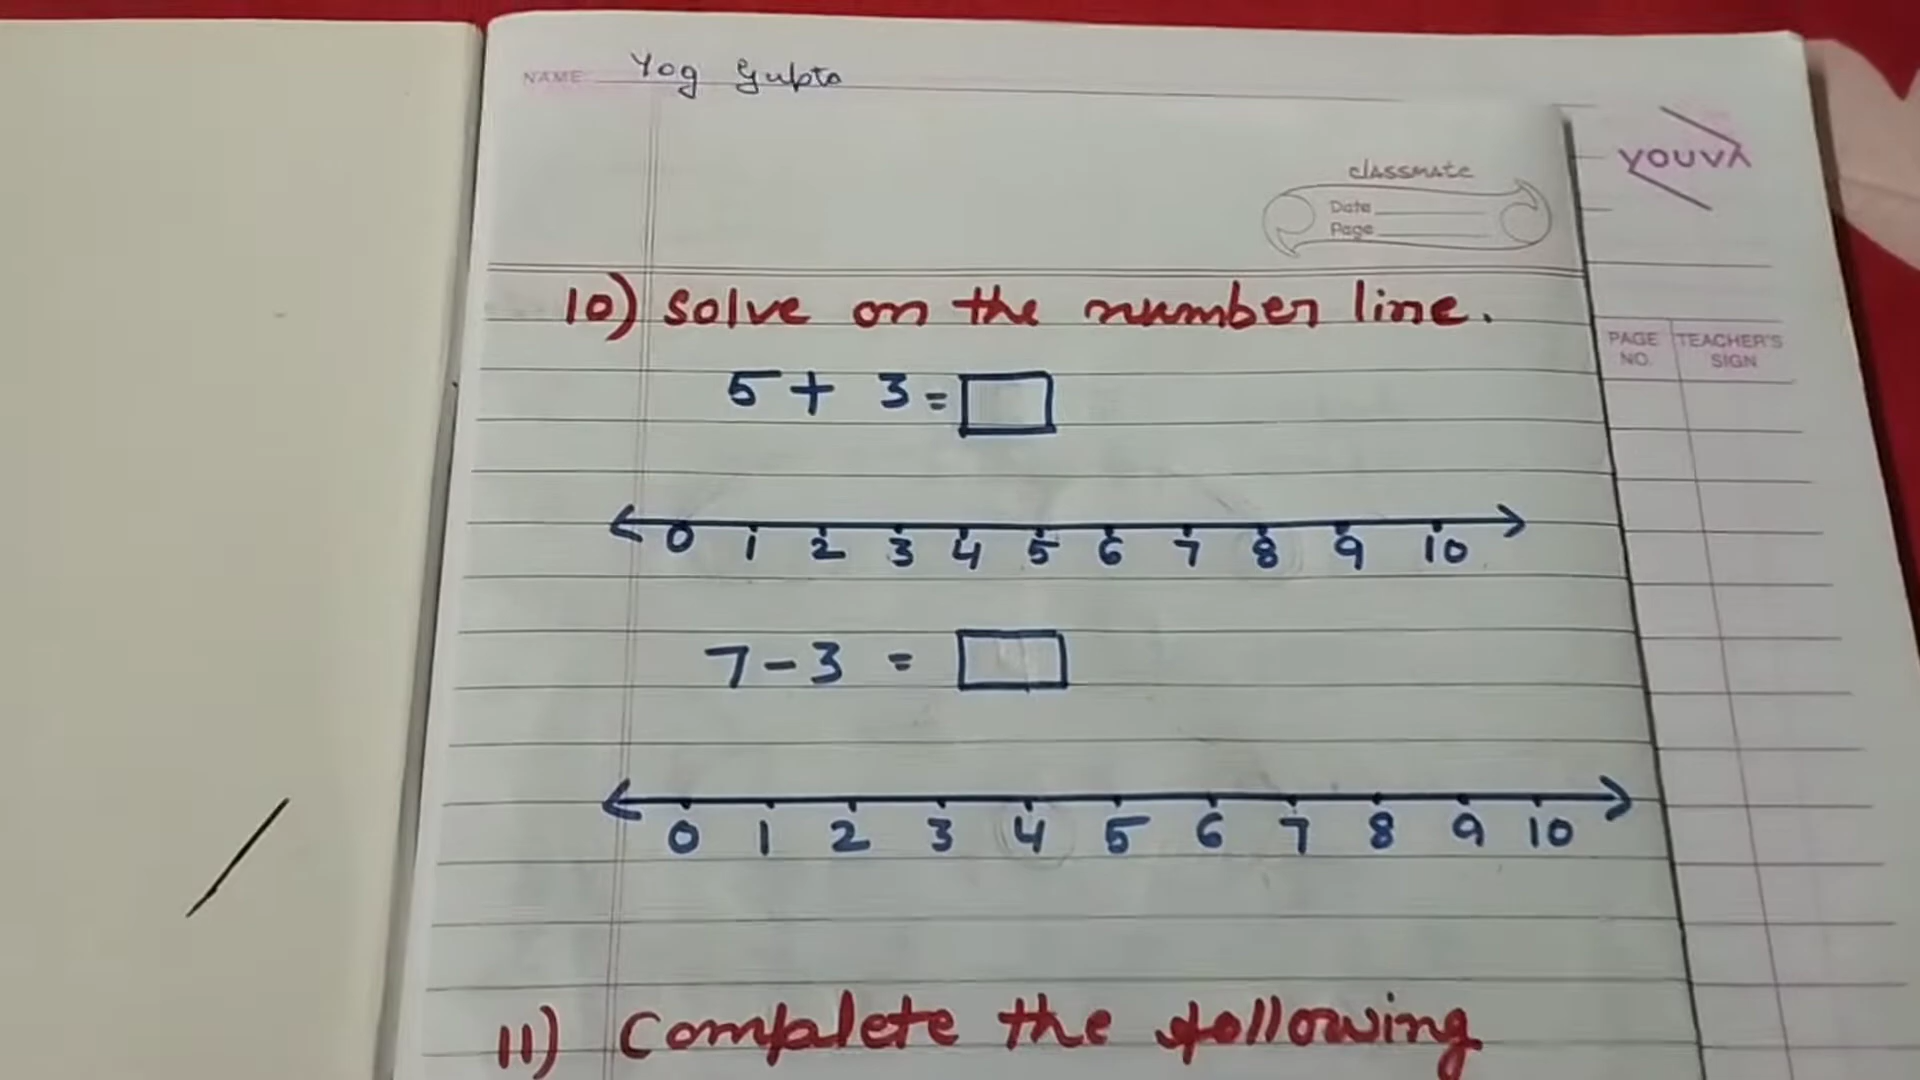 NAME: Yog Gupta
classmate
Date
Page
YOUVA
10) Solve on the number line.
PAGE NO.
TEACHER'S SIGN
5 + 3 =
0 1 2 3 4 5 6 7 8 9 10
7 - 3 =
0 1 2 3 4 5 6 7 8 9 10
11) Complete the following